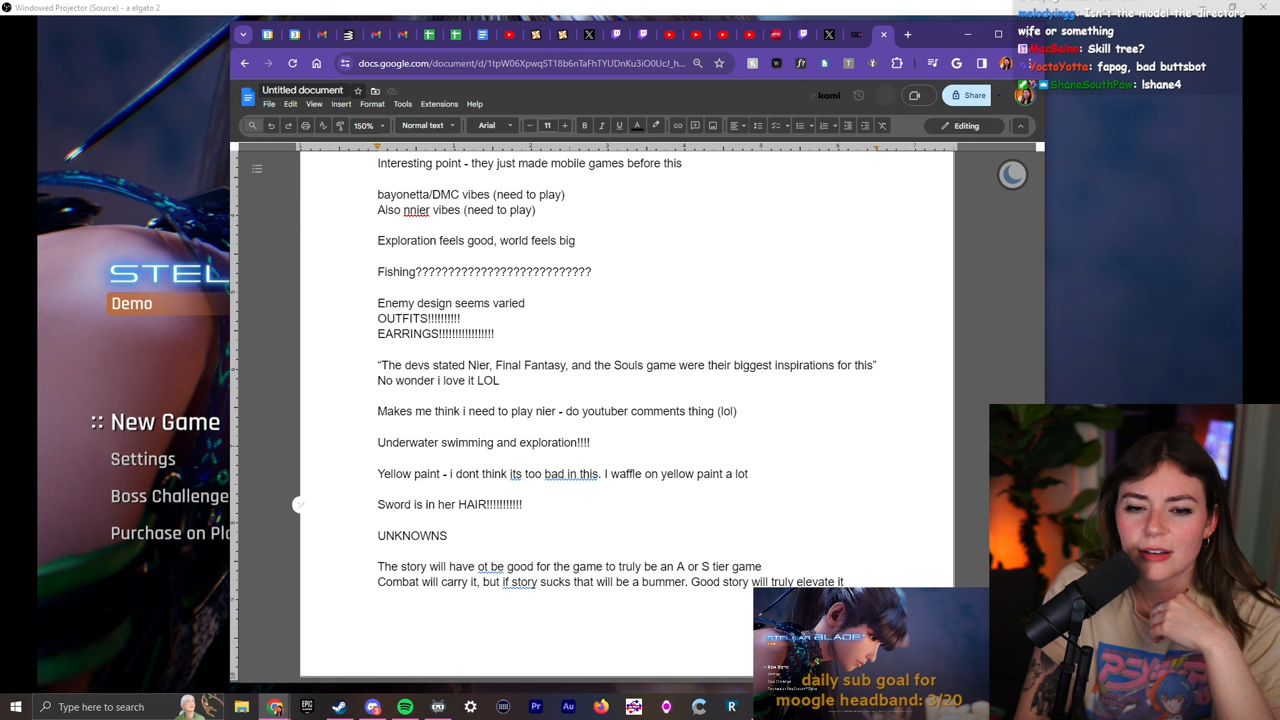 Windowed Projector (Source) - a elgato 2
wife or something
MacBainn: Skill tree?
YoctoYotta: fapog, bad buttsbot
ShaneSouthPaw: !shane4
docs.google.com/document/d/1tpW06XpwqST18b6nTaFhTYUDnKu3iO0UcJ_h...
Untitled document
File Edit View Insert Format Tools Extensions Help
kami
Share
150% Normal text Arial 11 B I U A Editing
Interesting point - they just made mobile games before this
bayonetta/DMC vibes (need to play)
Also nnier vibes (need to play)
Exploration feels good, world feels big
Fishing???????????????????????????
Enemy design seems varied
OUTFITS!!!!!!!!!!
EARRINGS!!!!!!!!!!!!!!!!!
“The devs stated Nier, Final Fantasy, and the Souls game were their biggest inspirations for this”
No wonder i love it LOL
Makes me think i need to play nier - do youtuber comments thing (lol)
Underwater swimming and exploration!!!!
Yellow paint - i dont think its too bad in this. I waffle on yellow paint a lot
Sword is in her HAIR!!!!!!!!!!!
UNKNOWNS
The story will have ot be good for the game to truly be an A or S tier game
Combat will carry it, but if story sucks that will be a bummer. Good story will truly elevate it
STEL
Demo
:: New Game
Settings
Boss Challenge
Purchase on Pl
STELLAR BLADE
New Game
daily sub goal for
moogle headband: 3/20
Type here to search